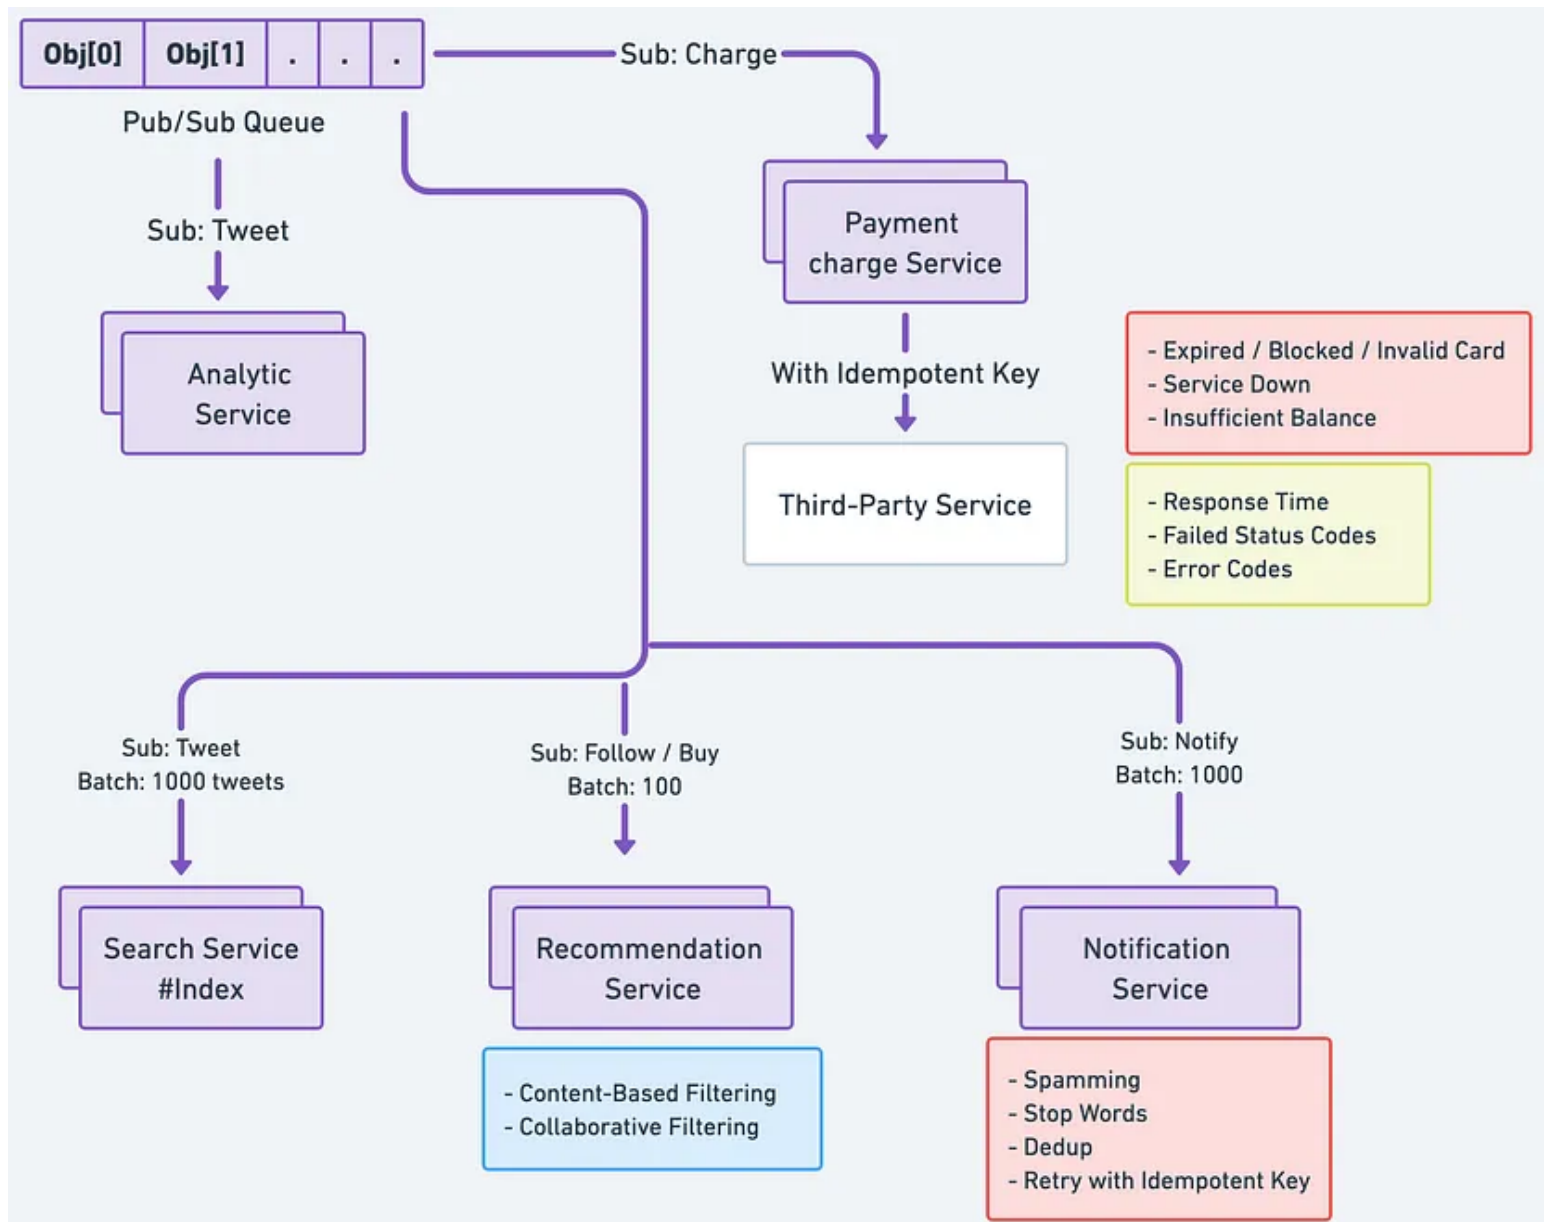 Obj[0] Obj[1] . . .
Sub: Charge
Pub/Sub Queue
Sub: Tweet
Analytic
Service
Payment
charge Service
With Idempotent Key
Third-Party Service
- Expired / Blocked / Invalid Card
- Service Down
- Insufficient Balance
- Response Time
- Failed Status Codes
- Error Codes
Sub: Tweet
Batch: 1000 tweets
Sub: Follow / Buy
Batch: 100
Sub: Notify
Batch: 1000
Search Service
#Index
Recommendation
Service
Notification
Service
- Content-Based Filtering
- Collaborative Filtering
- Spamming
- Stop Words
- Dedup
- Retry with Idempotent Key